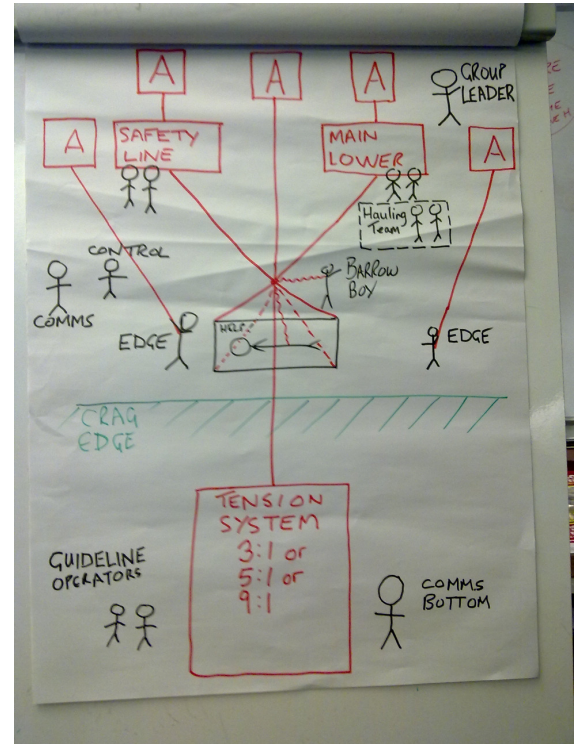 A
A
A
GROUP
LEADER
A
SAFETY
LINE
MAIN
LOWER
A
Hauling
Team
CONTROL
COMMS
BARROW
BOY
EDGE
HELP
EDGE
CRAG
EDGE
TENSION
SYSTEM
3:1 or
5:1 or
9:1
GUIDELINE
OPERATORS
COMMS
BOTTOM